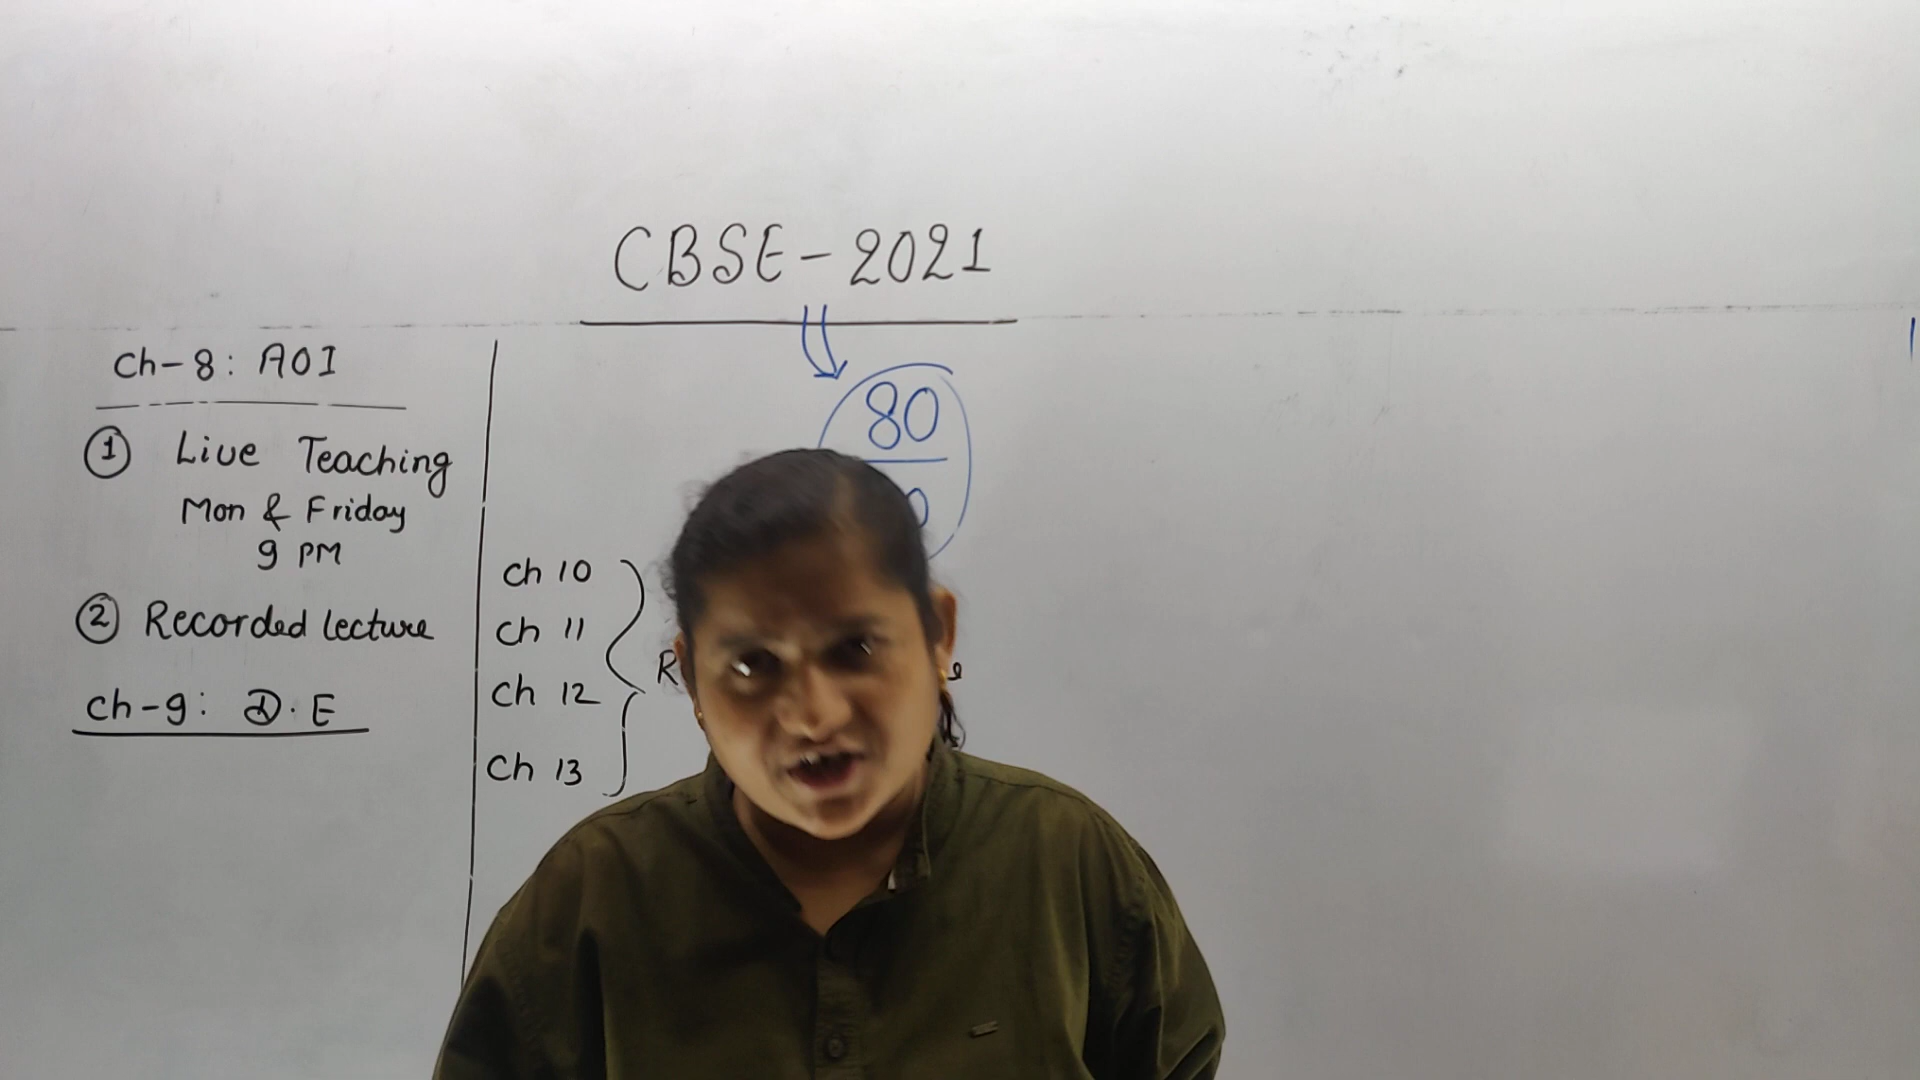 CBSE-2021
Ch-8: AOI
① Live Teaching
Mon & Friday
9 PM
② Recorded lecture
Ch-9: D.E
80
Ch 10
Ch 11
Ch 12
Ch 13